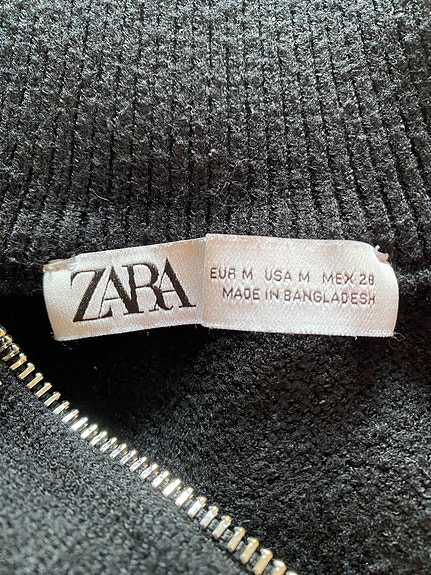 ZARA
EUR M USA M MEX 28
MADE IN BANGLADESH